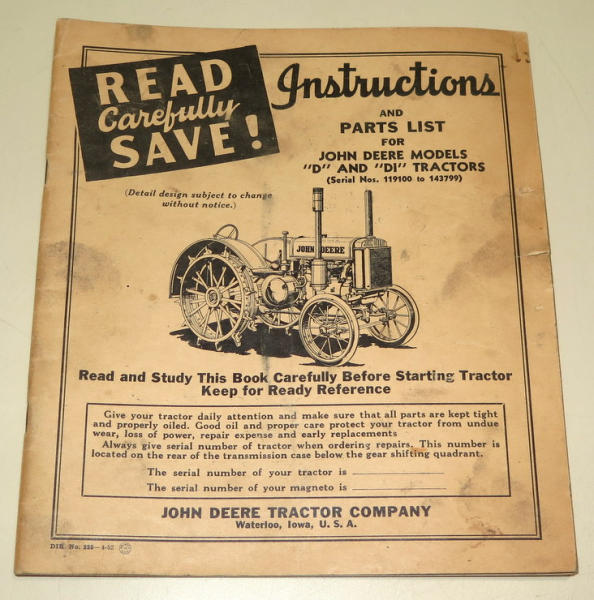 READ
Carefully
SAVE!
Instructions
AND
PARTS LIST
FOR
JOHN DEERE MODELS
"D" AND "DI" TRACTORS
(Serial Nos. 119100 to 143799)
(Detail design subject to change
without notice.)
JOHN DEERE
Read and Study This Book Carefully Before Starting Tractor
Keep for Ready Reference
Give your tractor daily attention and make sure that all parts are kept tight
and properly oiled. Good oil and proper care protect your tractor from undue
wear, loss of power, repair expense and early replacements
Always give serial number of tractor when ordering repairs. This number is
located on the rear of the transmission case below the gear shifting quadrant.
The serial number of your tractor is
The serial number of your magneto is
JOHN DEERE TRACTOR COMPANY
Waterloo, Iowa, U. S. A.
DIR. No.